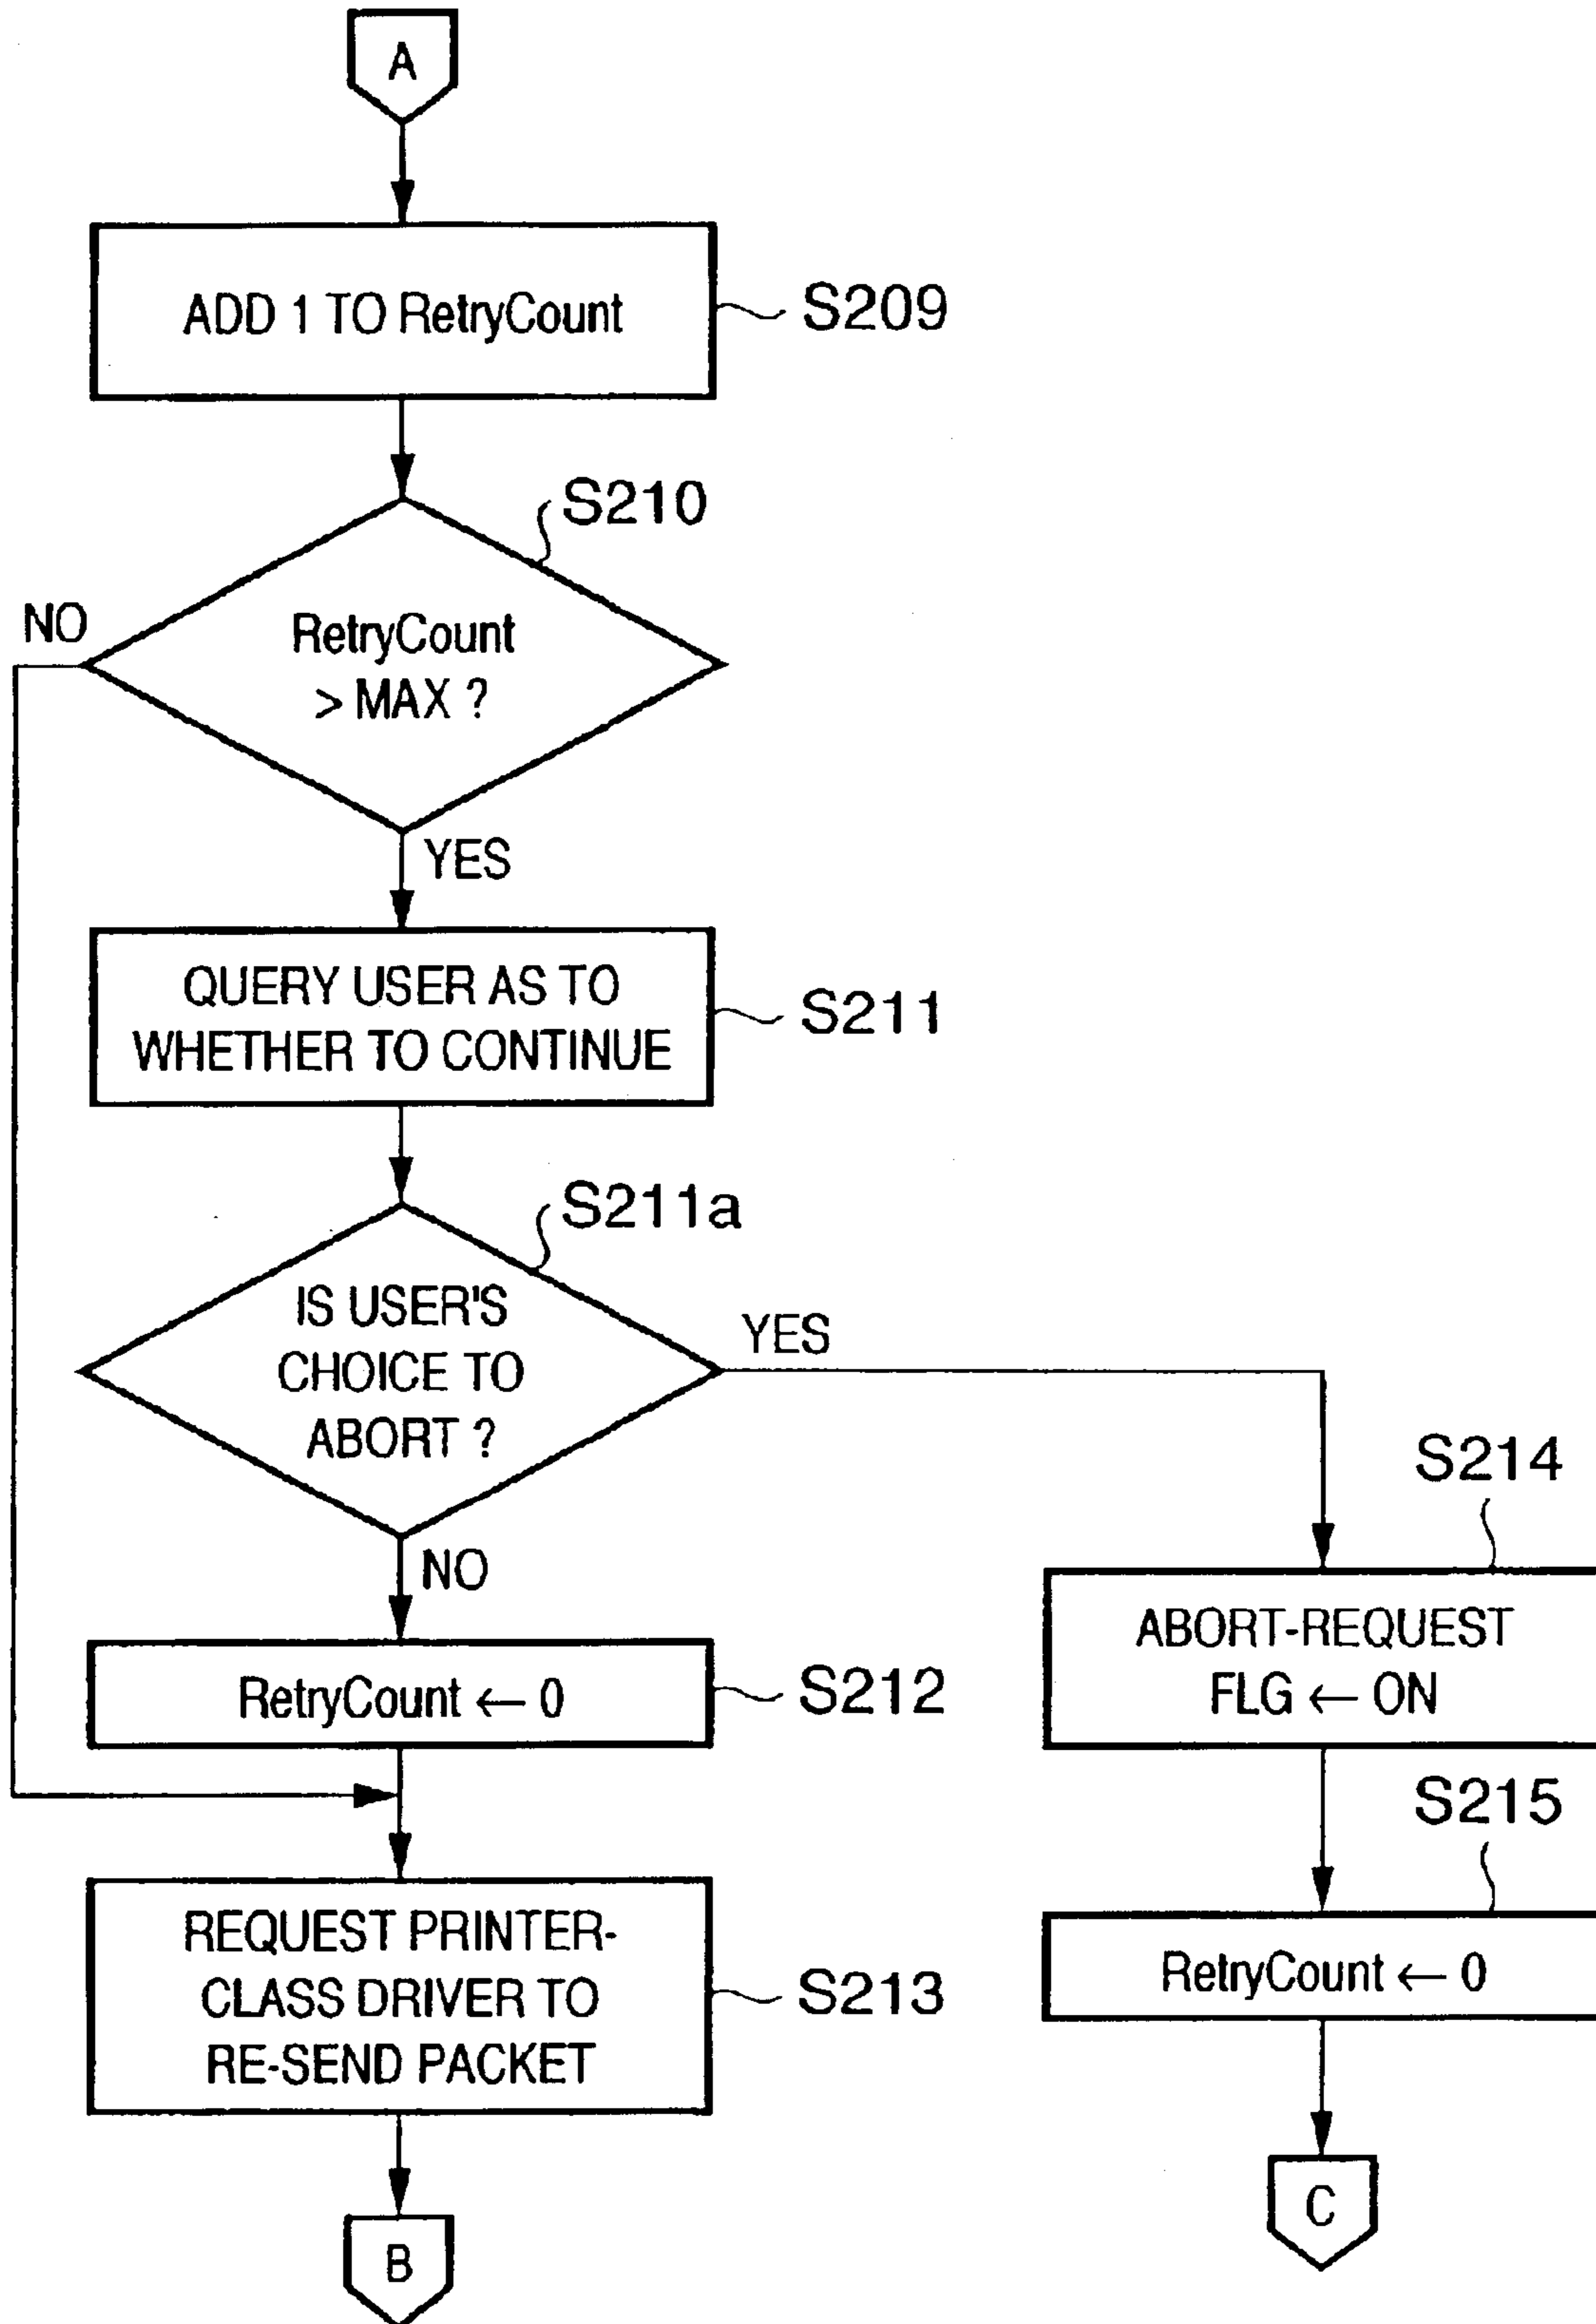 A
ADD 1 TO RetryCount
S209
S210
NO
RetryCount
> MAX ?
YES
QUERY USER AS TO
WHETHER TO CONTINUE
S211
S211a
IS USER'S
CHOICE TO
ABORT ?
YES
NO
S214
ABORT-REQUEST
FLG ← ON
RetryCount ← 0
S212
S215
RetryCount ← 0
REQUEST PRINTER-
CLASS DRIVER TO
RE-SEND PACKET
S213
B
C